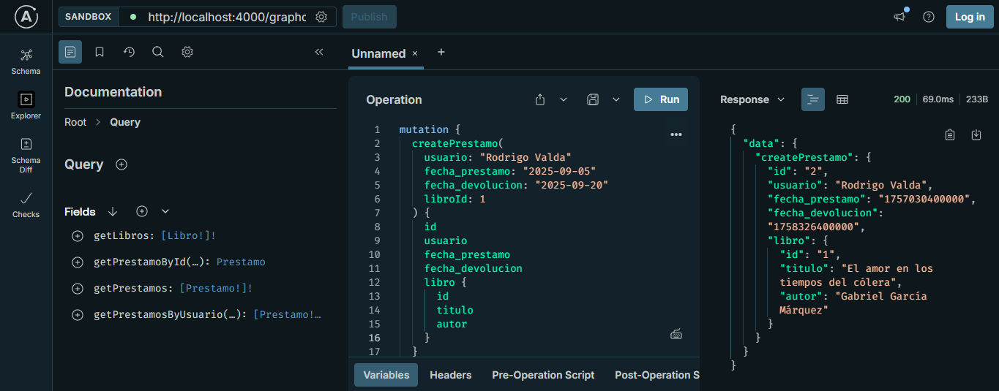 SANDBOX
http://localhost:4000/graphq
Publish
Log in
Schema
Explorer
Schema
Diff
Checks
Documentation
Root > Query
Query
Fields
getLibros: [Libro!]!
getPrestamoById(…): Prestamo
getPrestamos: [Prestamo!]!
getPrestamosByUsuario(…): [Prestamo!…
Unnamed × +
Operation
Run
1 mutation {
2 createPrestamo(
3 usuario: "Rodrigo Valda"
4 fecha_prestamo: "2025-09-05"
5 fecha_devolucion: "2025-09-20"
6 libroId: 1
7 ) {
8 id
9 usuario
10 fecha_prestamo
11 fecha_devolucion
12 libro {
13 id
14 titulo
15 autor
16 }
17 }
Variables
Headers
Pre-Operation Script
Post-Operation S
Response
200
69.0ms
233B
{
"data": {
"createPrestamo": {
"id": "2",
"usuario": "Rodrigo Valda",
"fecha_prestamo": "1757030400000",
"fecha_devolucion":
"1758326400000",
"libro": {
"id": "1",
"titulo": "El amor en los
tiempos del cólera",
"autor": "Gabriel García
Márquez"
}
}
}
}